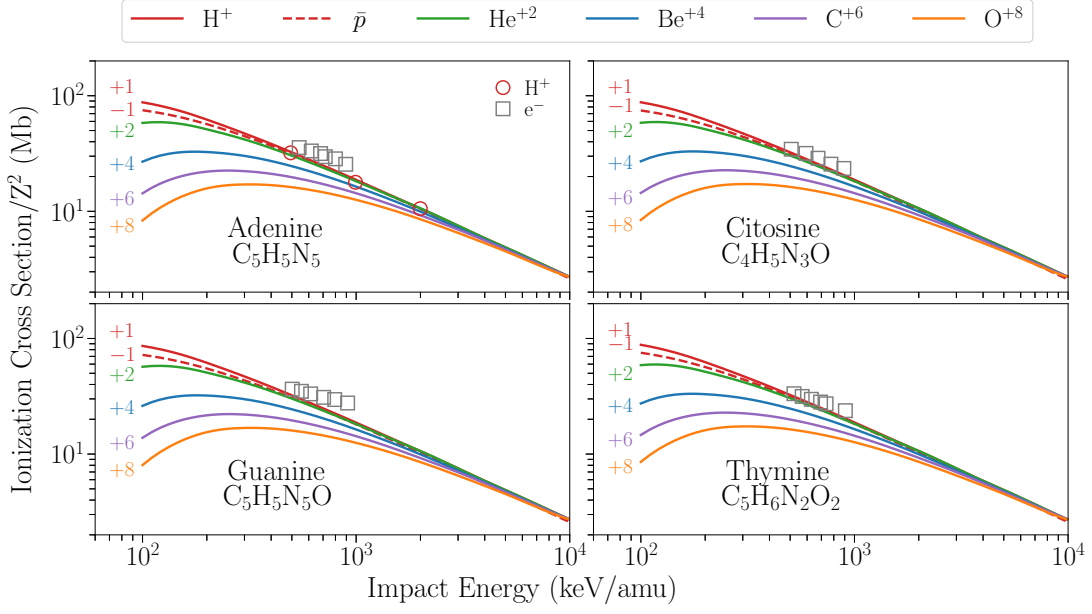 H⁺ p̄ He⁺² Be⁺⁴ C⁺⁶ O⁺⁸
Ionization Cross Section/Z² (Mb)
10²
10¹
+1
−1
+2
+4
+6
+8
H⁺
e⁻
Adenine
C₅H₅N₅
+1
−1
+2
+4
+6
+8
Citosine
C₄H₅N₃O
10²
10¹
+1
−1
+2
+4
+6
+8
Guanine
C₅H₅N₅O
10² 10³ 10⁴
+1
−1
+2
+4
+6
+8
Thymine
C₅H₆N₂O₂
10² 10³ 10⁴
Impact Energy (keV/amu)